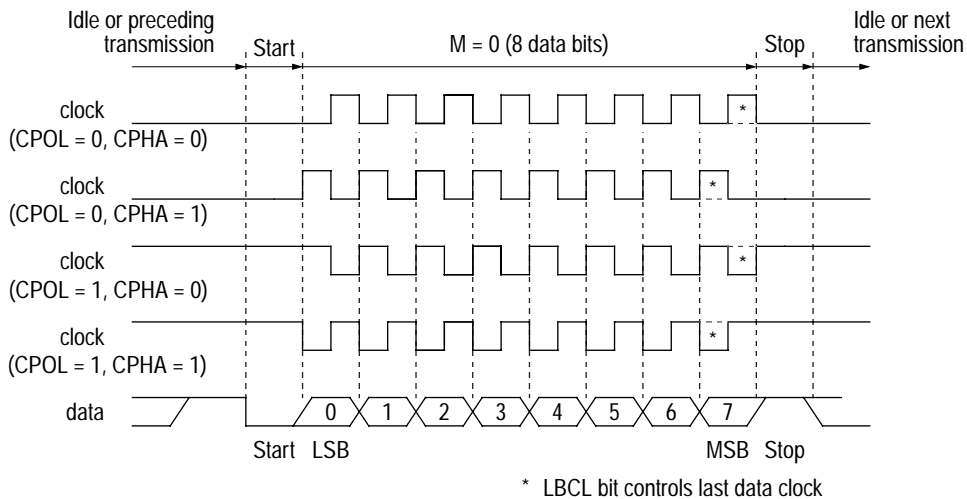 Idle or preceding
transmission
Start
M = 0 (8 data bits)
Stop
Idle or next
transmission
clock
(CPOL = 0, CPHA = 0)
*
clock
(CPOL = 0, CPHA = 1)
*
clock
(CPOL = 1, CPHA = 0)
*
clock
(CPOL = 1, CPHA = 1)
*
data
0 1 2 3 4 5 6 7
Start LSB MSB Stop
* LBCL bit controls last data clock